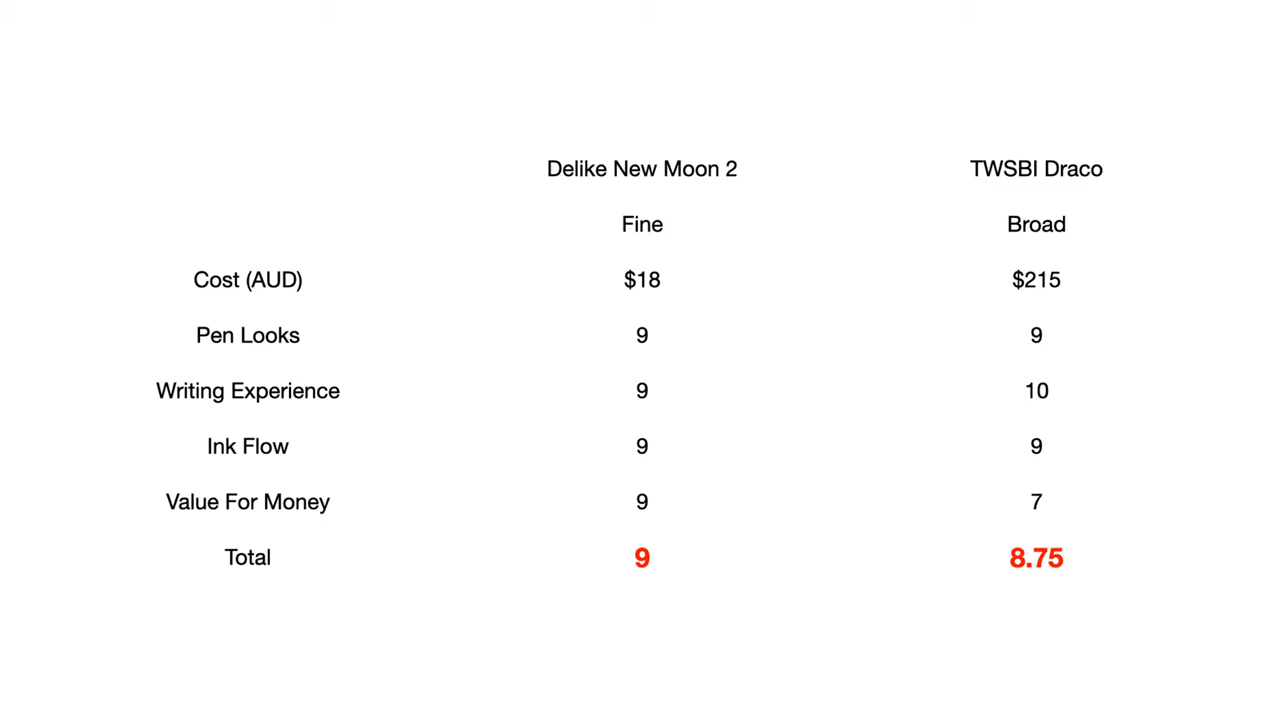 Delike New Moon 2 TWSBI Draco
Fine Broad
Cost (AUD) $18 $215
Pen Looks 9 9
Writing Experience 9 10
Ink Flow 9 9
Value For Money 9 7
Total 9 8.75